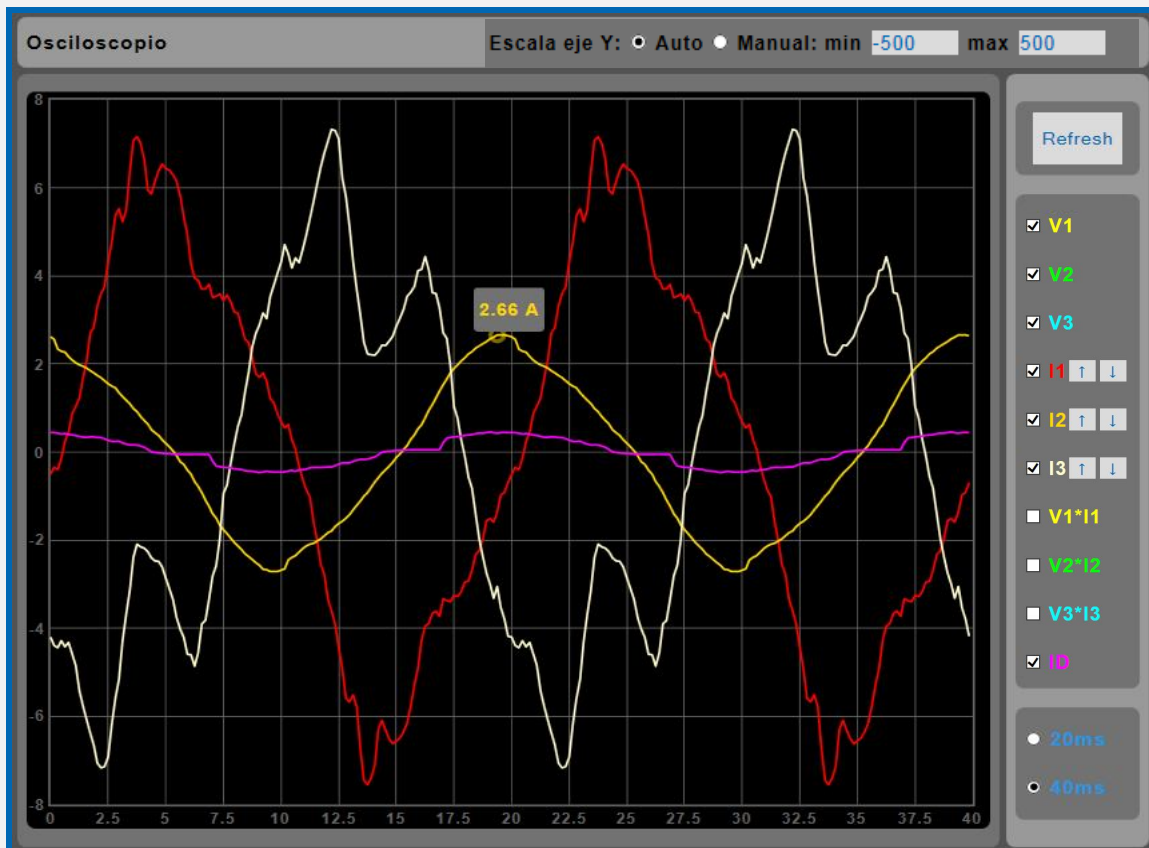 Osciloscopio
Escala eje Y: Auto Manual: min -500 max 500
8
6
4
2
0
-2
-4
-6
-8
0 2.5 5 7.5 10 12.5 15 17.5 20 22.5 25 27.5 30 32.5 35 37.5 40
2.66 A
Refresh
V1
V2
V3
I1 ↑ ↓
I2 ↑ ↓
I3 ↑ ↓
V1*I1
V2*I2
V3*I3
ID
20ms
40ms